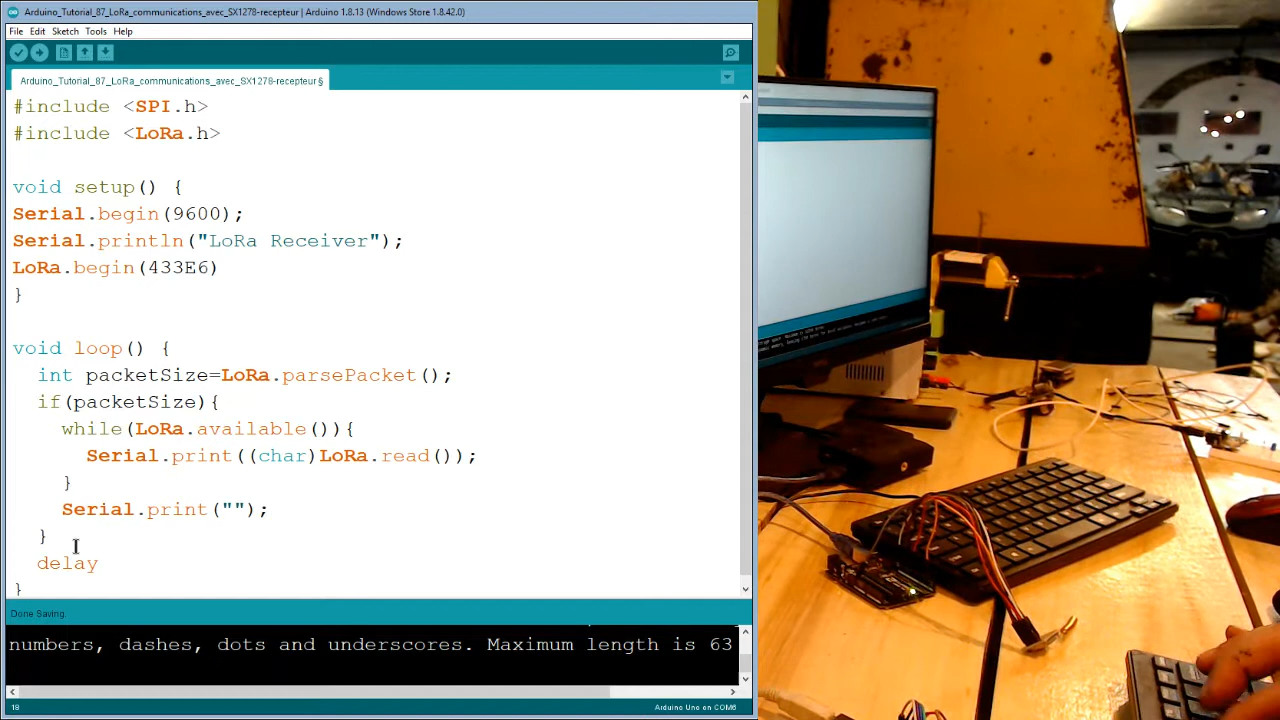 Arduino_Tutorial_87_LoRa_communications_avec_SX1278-recepteur | Arduino 1.8.13 (Windows Store 1.8.42.0)
File Edit Sketch Tools Help
Arduino_Tutorial_87_LoRa_communications_avec_SX1278-recepteur §
#include <SPI.h>
#include <LoRa.h>
void setup() {
Serial.begin(9600);
Serial.println("LoRa Receiver");
LoRa.begin(433E6)
}
void loop() {
int packetSize=LoRa.parsePacket();
if(packetSize){
while(LoRa.available()){
Serial.print((char)LoRa.read());
}
Serial.print("");
}
delay
}
Done Saving.
numbers, dashes, dots and underscores. Maximum length is 63
18 Arduino Uno on COM6